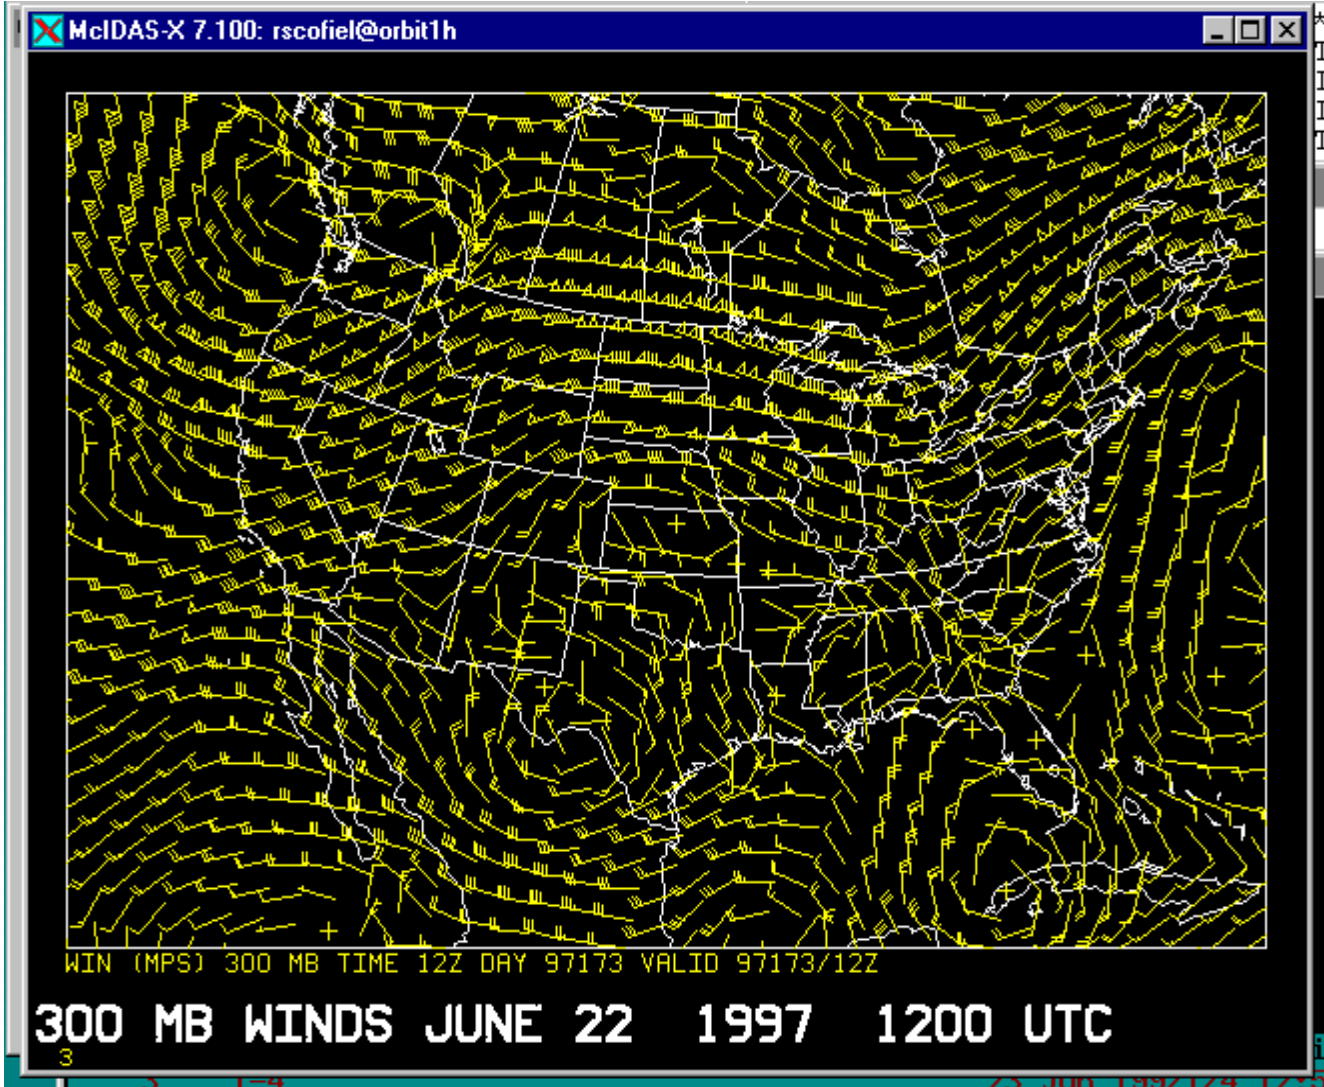 McIDAS-X 7.100: rscofiel@orbit1h
WIN (MPS) 300 MB TIME 12Z DAY 97173 VALID 97173/12Z
300 MB WINDS JUNE 22 1997 1200 UTC
3